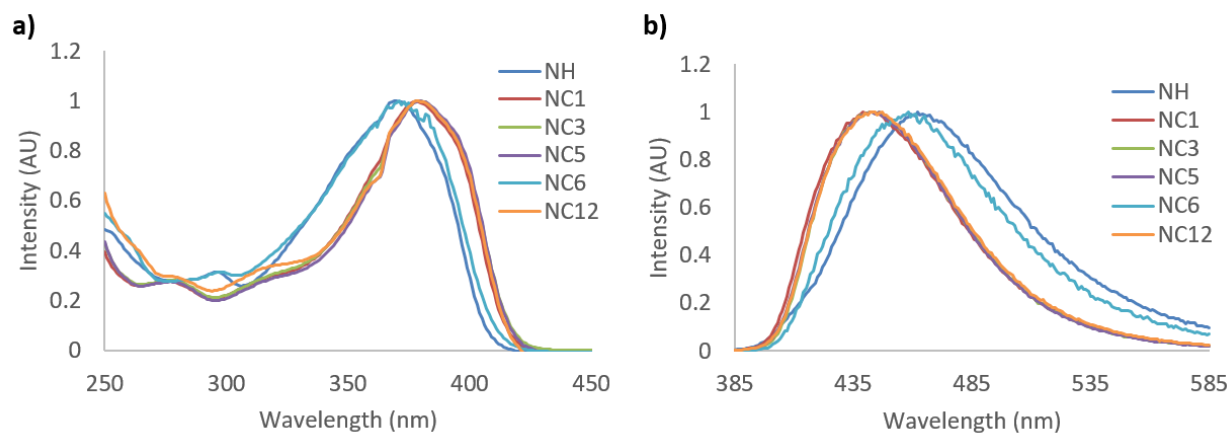 a)
1.2
1
0.8
0.6
0.4
0.2
0
Intensity (AU)
250 300 350 400 450
Wavelength (nm)
NH
NC1
NC3
NC5
NC6
NC12
b)
1.2
1
0.8
0.6
0.4
0.2
0
Intensity (AU)
385 435 485 535 585
Wavelength (nm)
NH
NC1
NC3
NC5
NC6
NC12